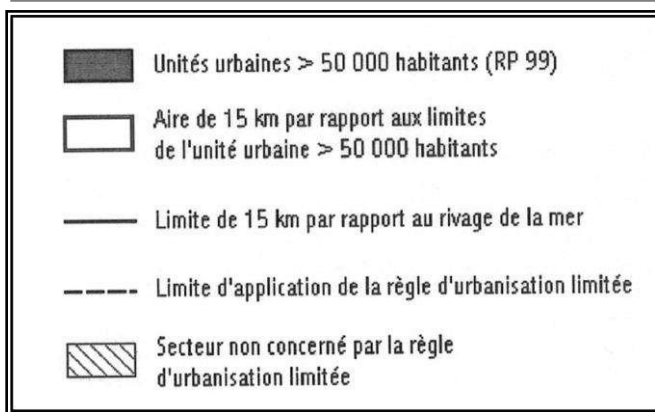 Unités urbaines > 50 000 habitants (RP 99)
Aire de 15 km par rapport aux limites
de l'unité urbaine > 50 000 habitants
Limite de 15 km par rapport au rivage de la mer
Limite d'application de la règle d'urbanisation limitée
Secteur non concerné par la règle
d'urbanisation limitée